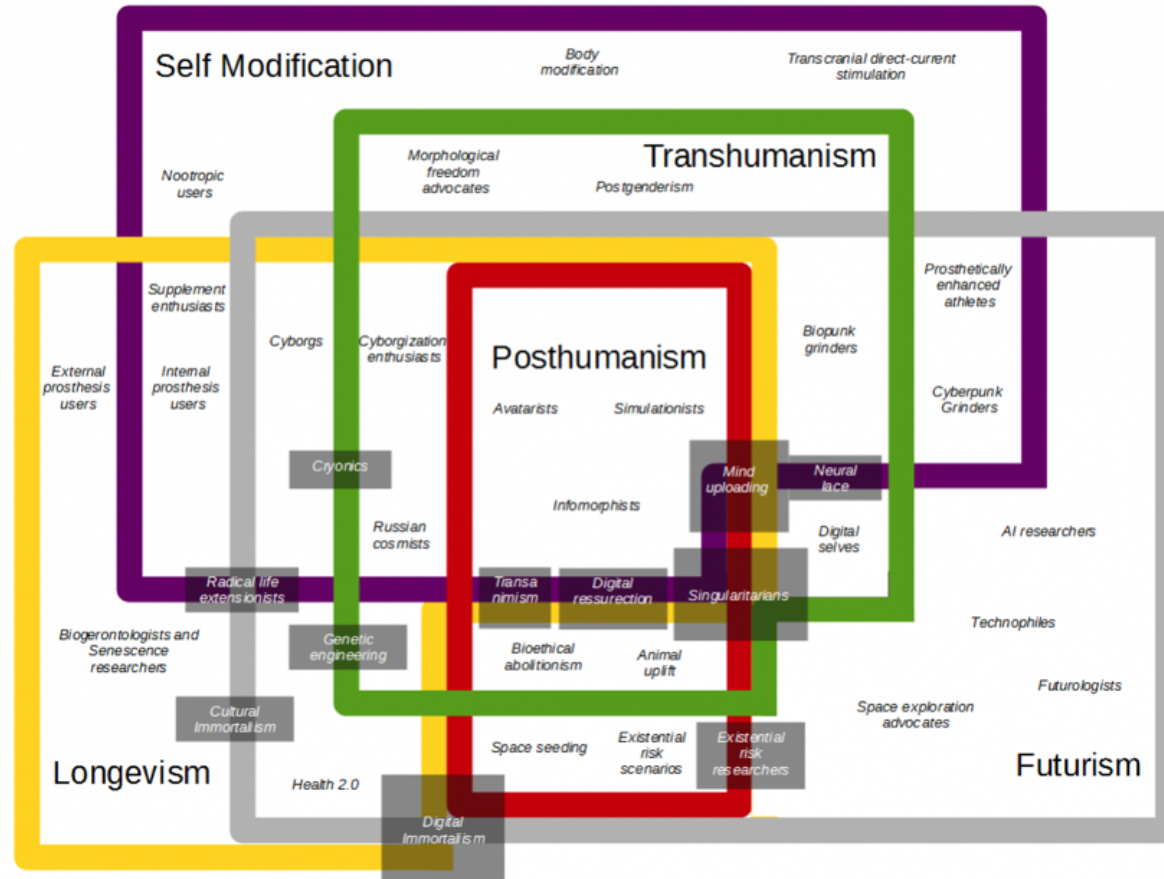 Self Modification
Body
modification
Transcranial direct-current
stimulation
Nootropic
users
Morphological
freedom
advocates
Transhumanism
Postgenderism
Supplement
enthusiasts
Prosthetically
enhanced
athletes
Cyborgs
Cyborgization
enthusiasts
Biopunk
grinders
External
prosthesis
users
Internal
prosthesis
users
Posthumanism
Avatarists
Simulationists
Cyberpunk
Grinders
Cryonics
Mind
uploading
Neural
lace
Infomorphists
Russian
cosmists
Digital
selves
AI researchers
Radical life
extensionists
Transa
nimism
Digital
ressurection
Singularitarians
Biogerontologists and
Senescence
researchers
Genetic
engineering
Bioethical
abolitionism
Animal
uplift
Technophiles
Futurologists
Cultural
Immortalism
Space exploration
advocates
Space seeding
Existential
risk
scenarios
Existential
risk
researchers
Longevism
Health 2.0
Futurism
Digital
Immortalism